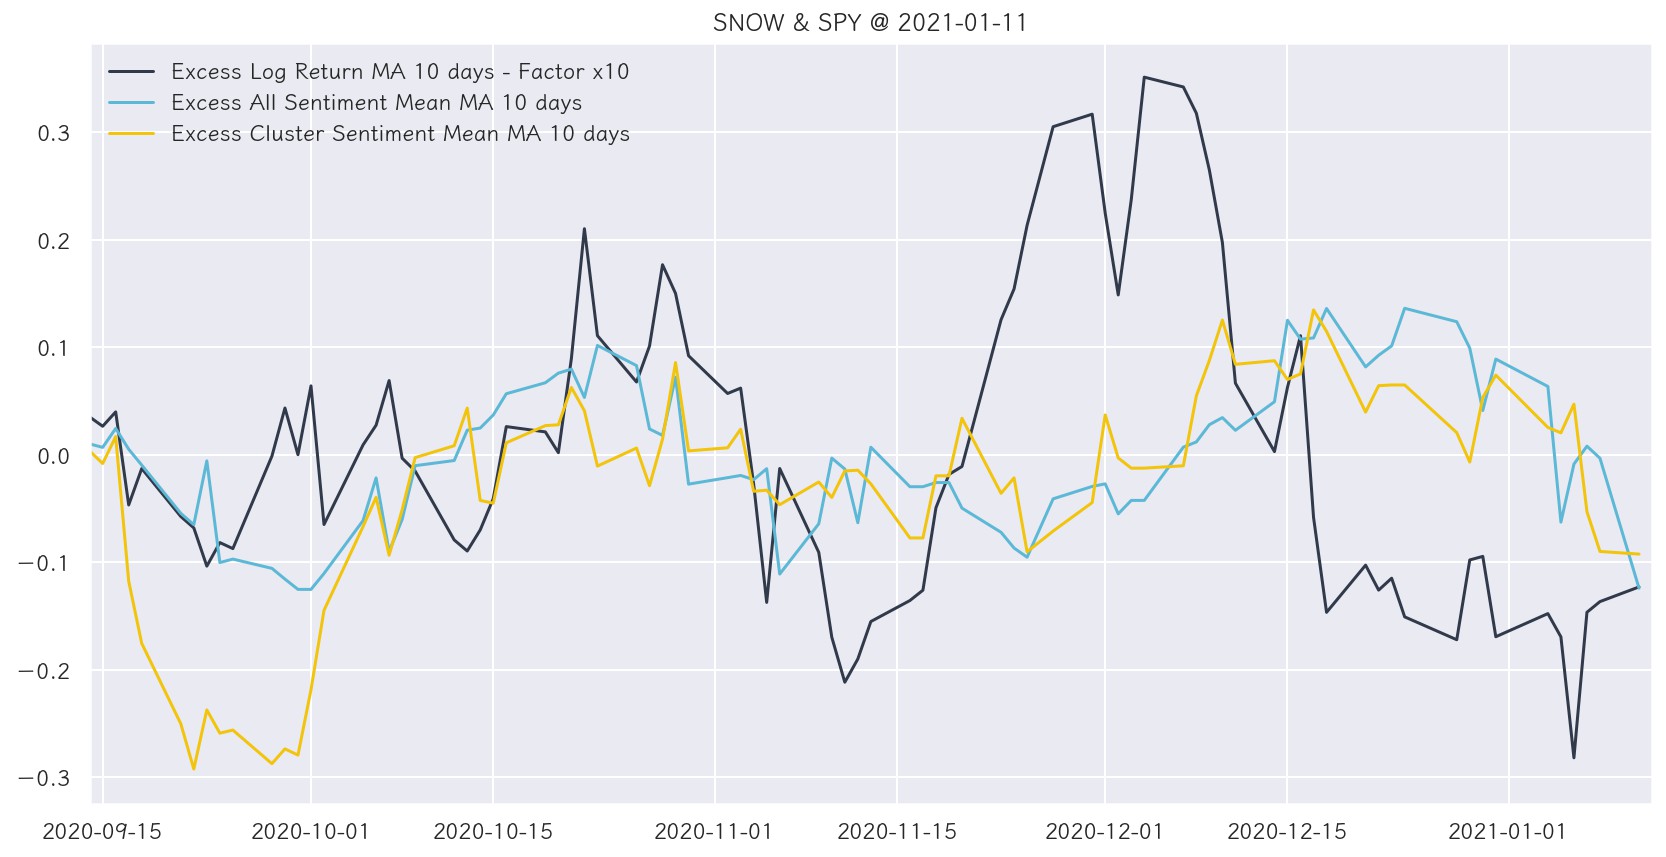 SNOW & SPY @ 2021-01-11
Excess Log Return MA 10 days - Factor x10
Excess All Sentiment Mean MA 10 days
Excess Cluster Sentiment Mean MA 10 days
0.3
0.2
0.1
0.0
−0.1
−0.2
−0.3
2020-09-15 2020-10-01 2020-10-15 2020-11-01 2020-11-15 2020-12-01 2020-12-15 2021-01-01